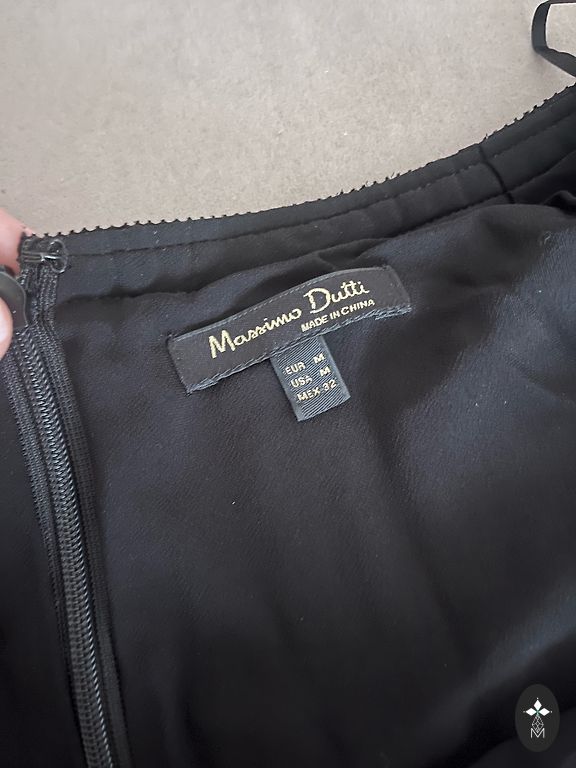 Massimo Dutti
MADE IN CHINA
EUR M
USA M
MEX 32
M